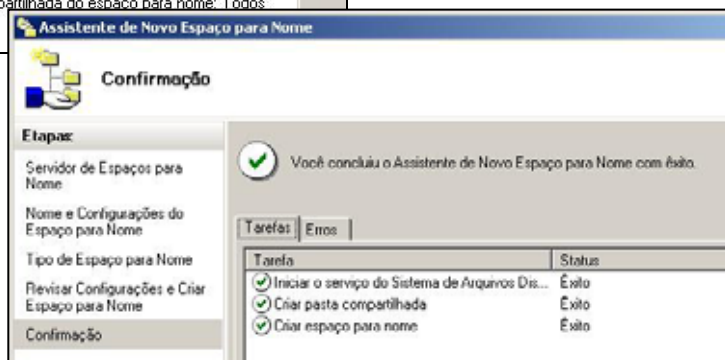 partilhada do espaço para nome: Todos
Assistente de Novo Espaço para Nome
Confirmação
Etapas:
Servidor de Espaços para
Nome
Nome e Configurações do
Espaço para Nome
Tipo de Espaço para Nome
Revisar Configurações e Criar
Espaço para Nome
Confirmação
Você concluiu o Assistente de Novo Espaço para Nome com êxito.
Tarefas Erros
Tarefa Status
Iniciar o serviço do Sistema de Arquivos Dis... Êxito
Criar pasta compartilhada Êxito
Criar espaço para nome Êxito